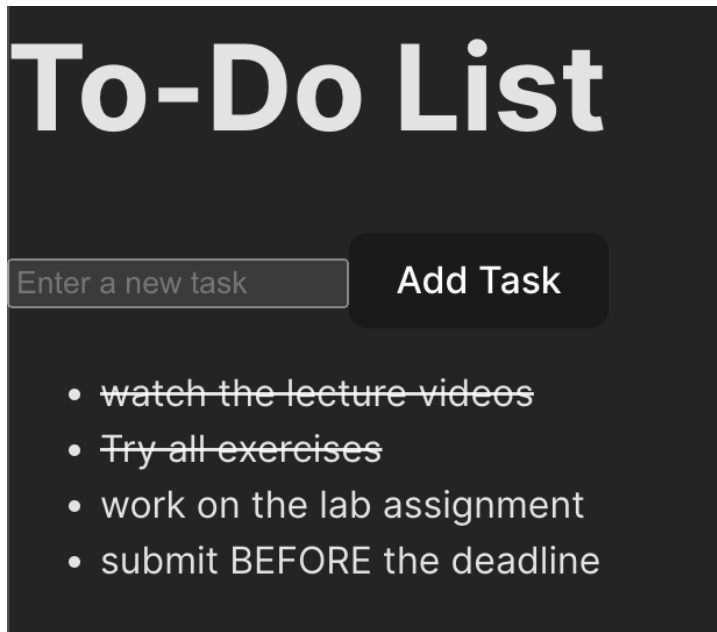 To-Do List
Enter a new task
Add Task
watch the lecture videos
Try all exercises
work on the lab assignment
submit BEFORE the deadline